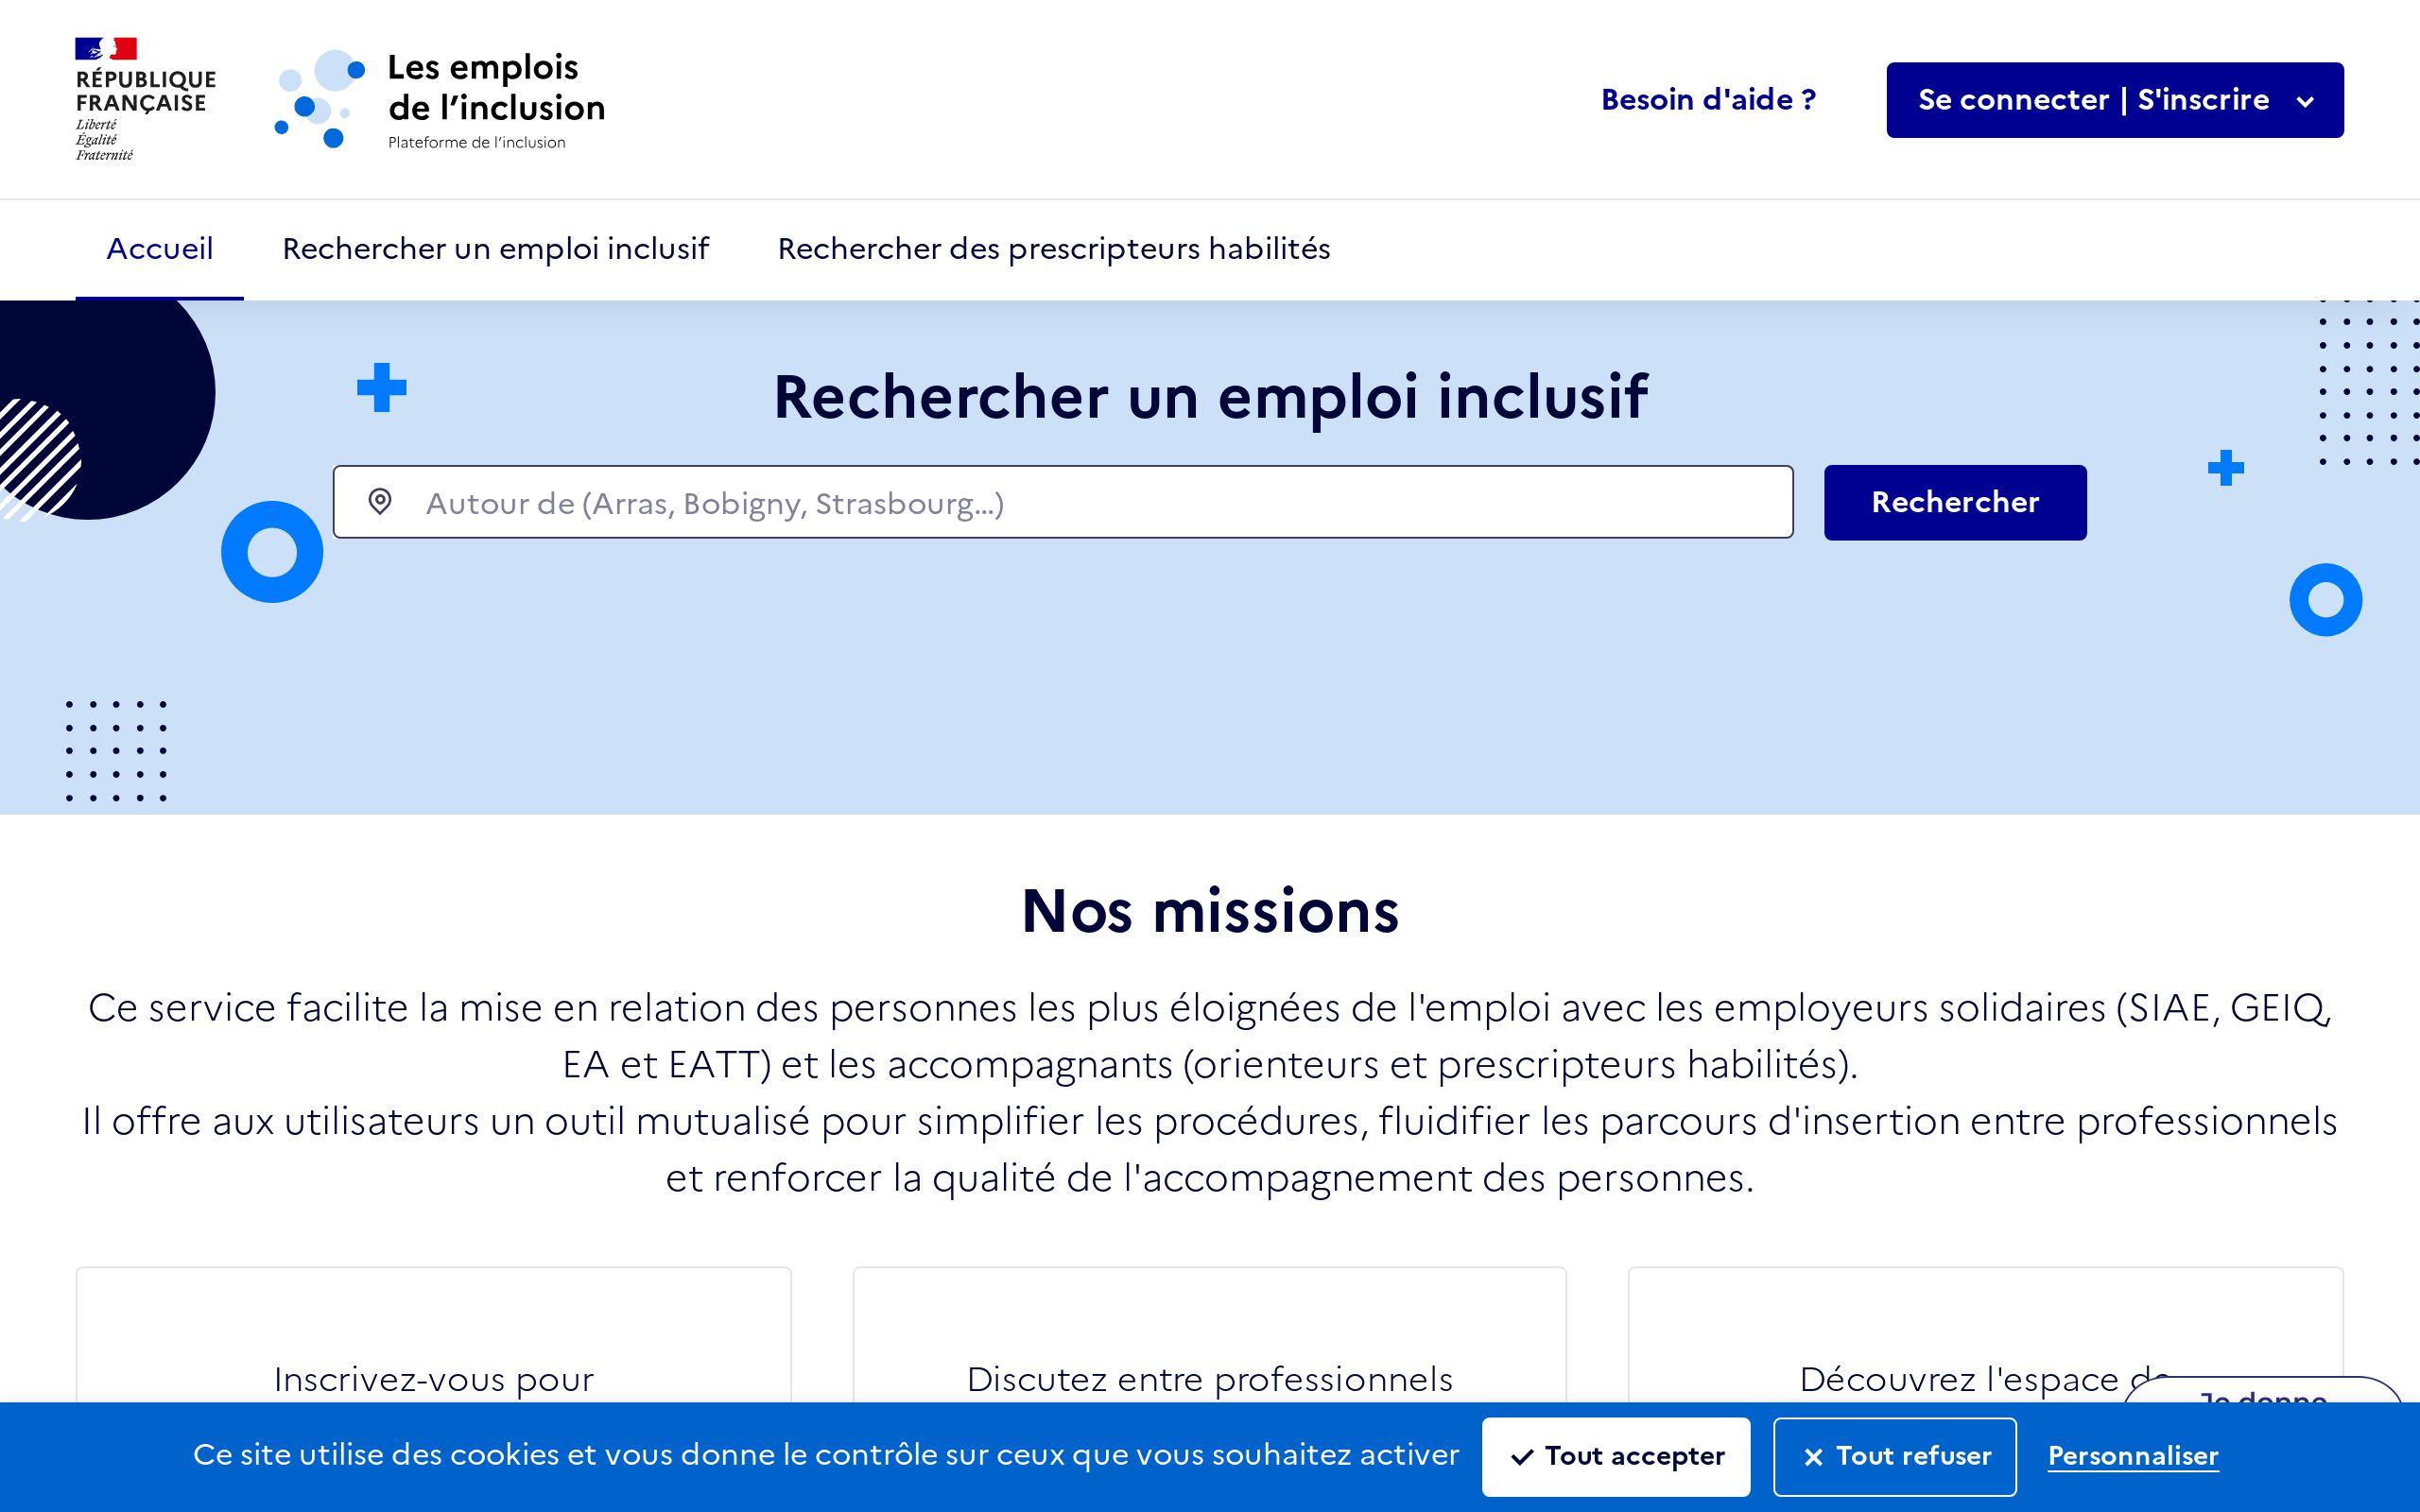 RÉPUBLIQUE
FRANÇAISE
Liberté
Égalité
Fraternité
Les emplois
de l’inclusion
Plateforme de l’inclusion
Besoin d'aide ?
Se connecter | S'inscrire
Accueil
Rechercher un emploi inclusif
Rechercher des prescripteurs habilités
Rechercher un emploi inclusif
Autour de (Arras, Bobigny, Strasbourg…)
Rechercher
Nos missions
Ce service facilite la mise en relation des personnes les plus éloignées de l'emploi avec les employeurs solidaires (SIAE, GEIQ,
EA et EATT) et les accompagnants (orienteurs et prescripteurs habilités).
Il offre aux utilisateurs un outil mutualisé pour simplifier les procédures, fluidifier les parcours d'insertion entre professionnels
et renforcer la qualité de l'accompagnement des personnes.
Inscrivez-vous pour
Discutez entre professionnels
Découvrez l'espace de
Je donne
Ce site utilise des cookies et vous donne le contrôle sur ceux que vous souhaitez activer
Tout accepter
Tout refuser
Personnaliser